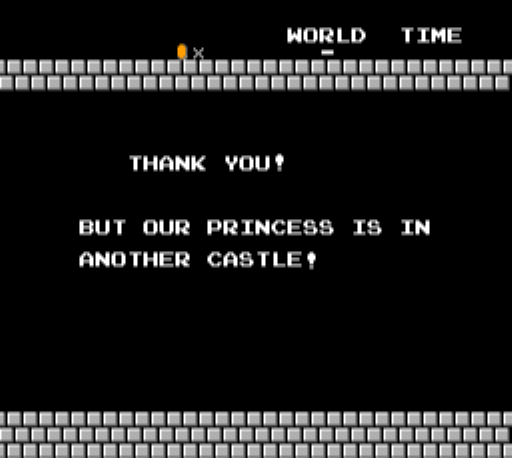 WORLD TIME
× -
THANK YOU!
BUT OUR PRINCESS IS IN
ANOTHER CASTLE!